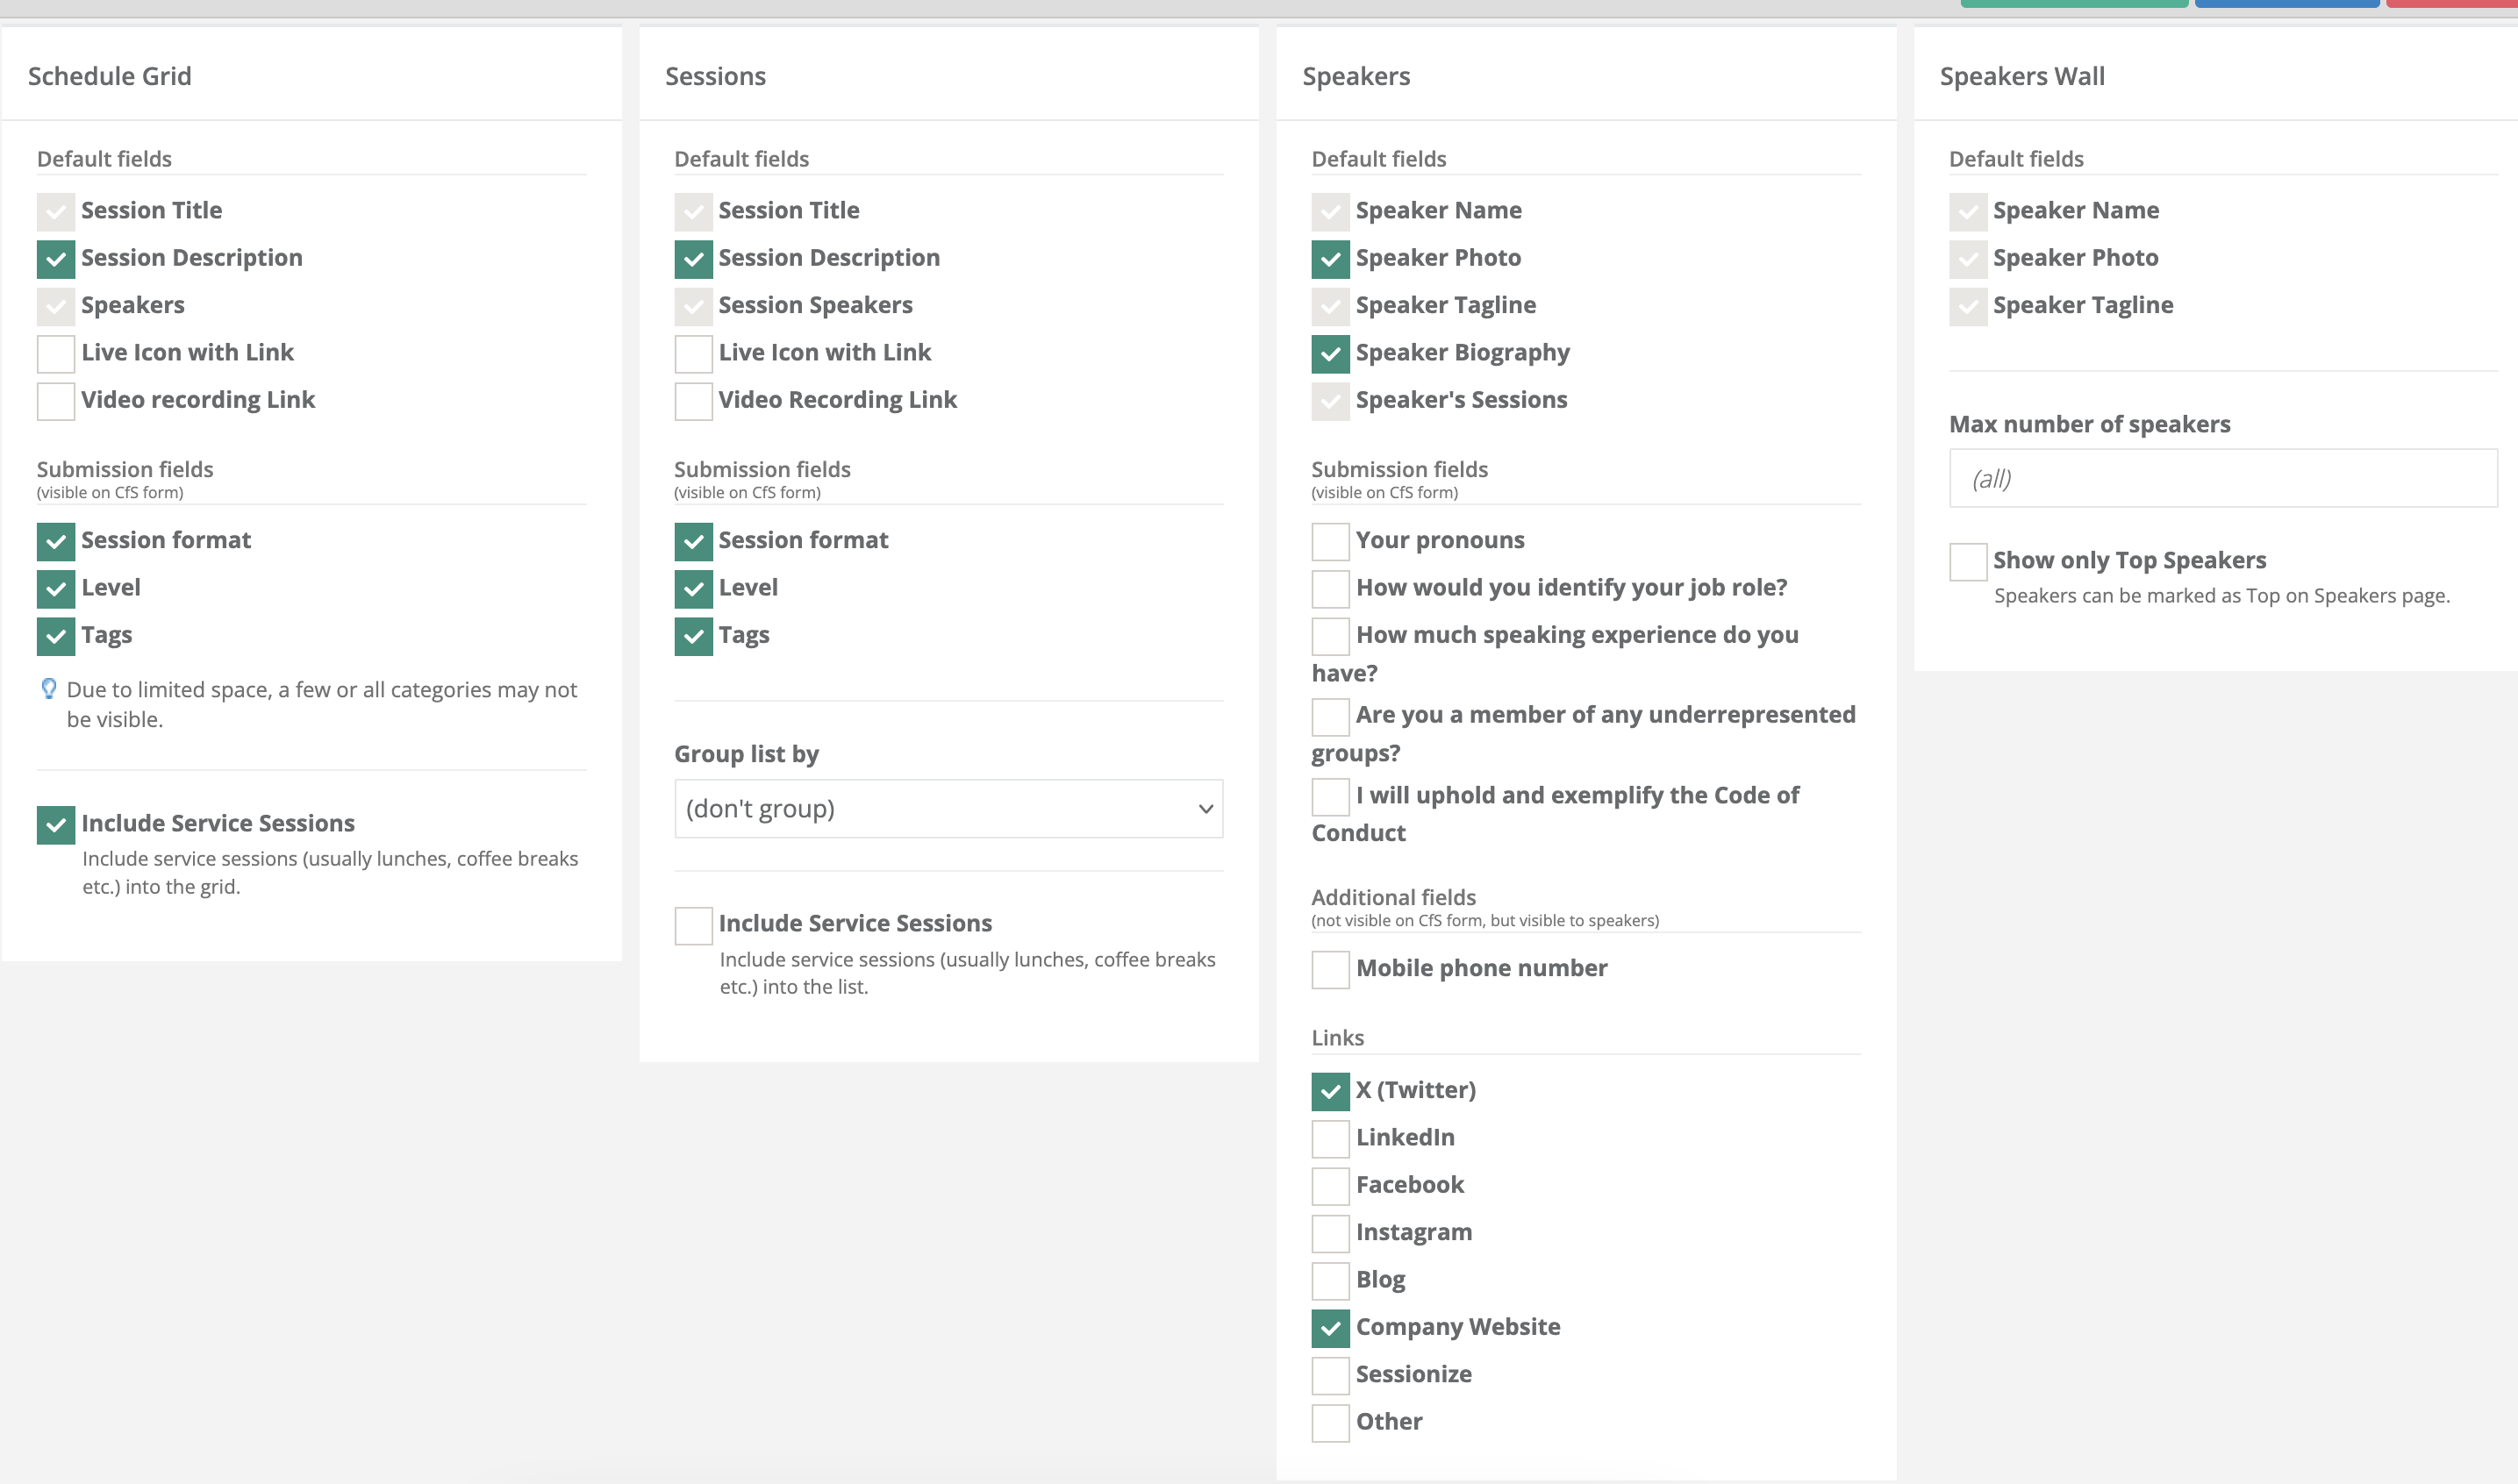 Schedule Grid
Default fields
Session Title
Session Description
Speakers
Live Icon with Link
Video recording Link
Submission fields
(visible on CfS form)
Session format
Level
Tags
Due to limited space, a few or all categories may not
be visible.
Include Service Sessions
Include service sessions (usually lunches, coffee breaks
etc.) into the grid.
Sessions
Default fields
Session Title
Session Description
Session Speakers
Live Icon with Link
Video Recording Link
Submission fields
(visible on CfS form)
Session format
Level
Tags
Group list by
(don't group)
Include Service Sessions
Include service sessions (usually lunches, coffee breaks
etc.) into the list.
Speakers
Default fields
Speaker Name
Speaker Photo
Speaker Tagline
Speaker Biography
Speaker's Sessions
Submission fields
(visible on CfS form)
Your pronouns
How would you identify your job role?
How much speaking experience do you
have?
Are you a member of any underrepresented
groups?
I will uphold and exemplify the Code of
Conduct
Additional fields
(not visible on CfS form, but visible to speakers)
Mobile phone number
Links
X (Twitter)
LinkedIn
Facebook
Instagram
Blog
Company Website
Sessionize
Other
Speakers Wall
Default fields
Speaker Name
Speaker Photo
Speaker Tagline
Max number of speakers
(all)
Show only Top Speakers
Speakers can be marked as Top on Speakers page.